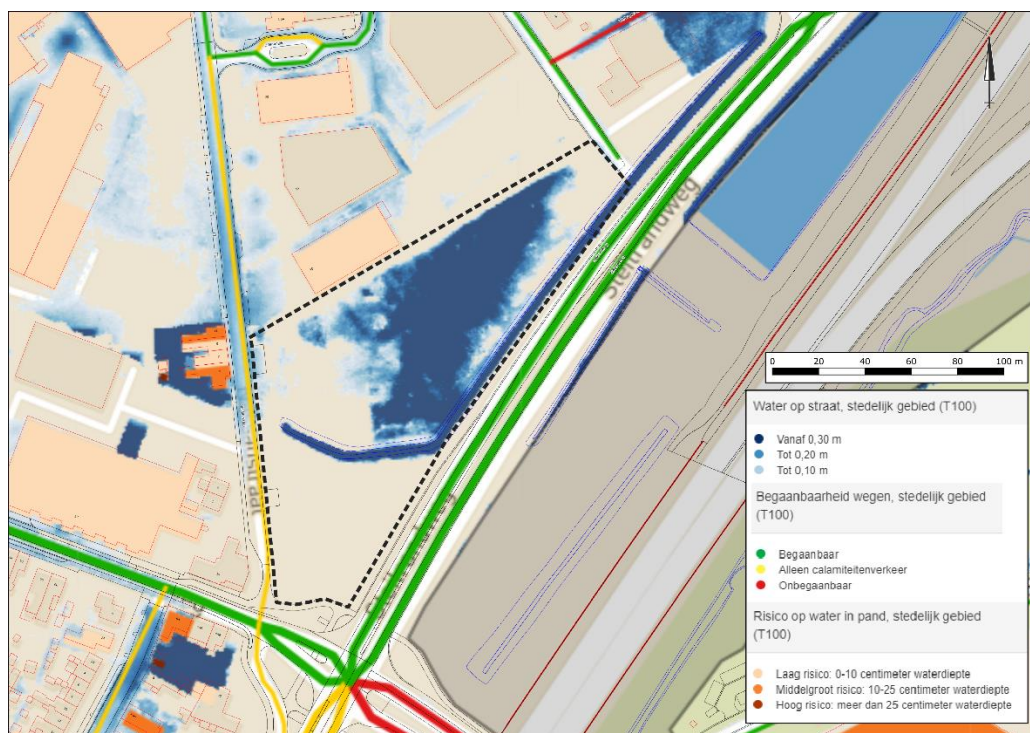 Stelrandweg
0 20 40 60 80 100 m
Water op straat, stedelijk gebied (T100)
Vanaf 0,30 m
Tot 0,20 m
Tot 0,10 m
Begaanbaarheid wegen, stedelijk gebied
(T100)
Begaanbaar
Alleen calamiteitenverkeer
Onbegaanbaar
Risico op water in pand, stedelijk gebied
(T100)
Laag risico: 0-10 centimeter waterdiepte
Middelgroot risico: 10-25 centimeter waterdiepte
Hoog risico: meer dan 25 centimeter waterdiepte